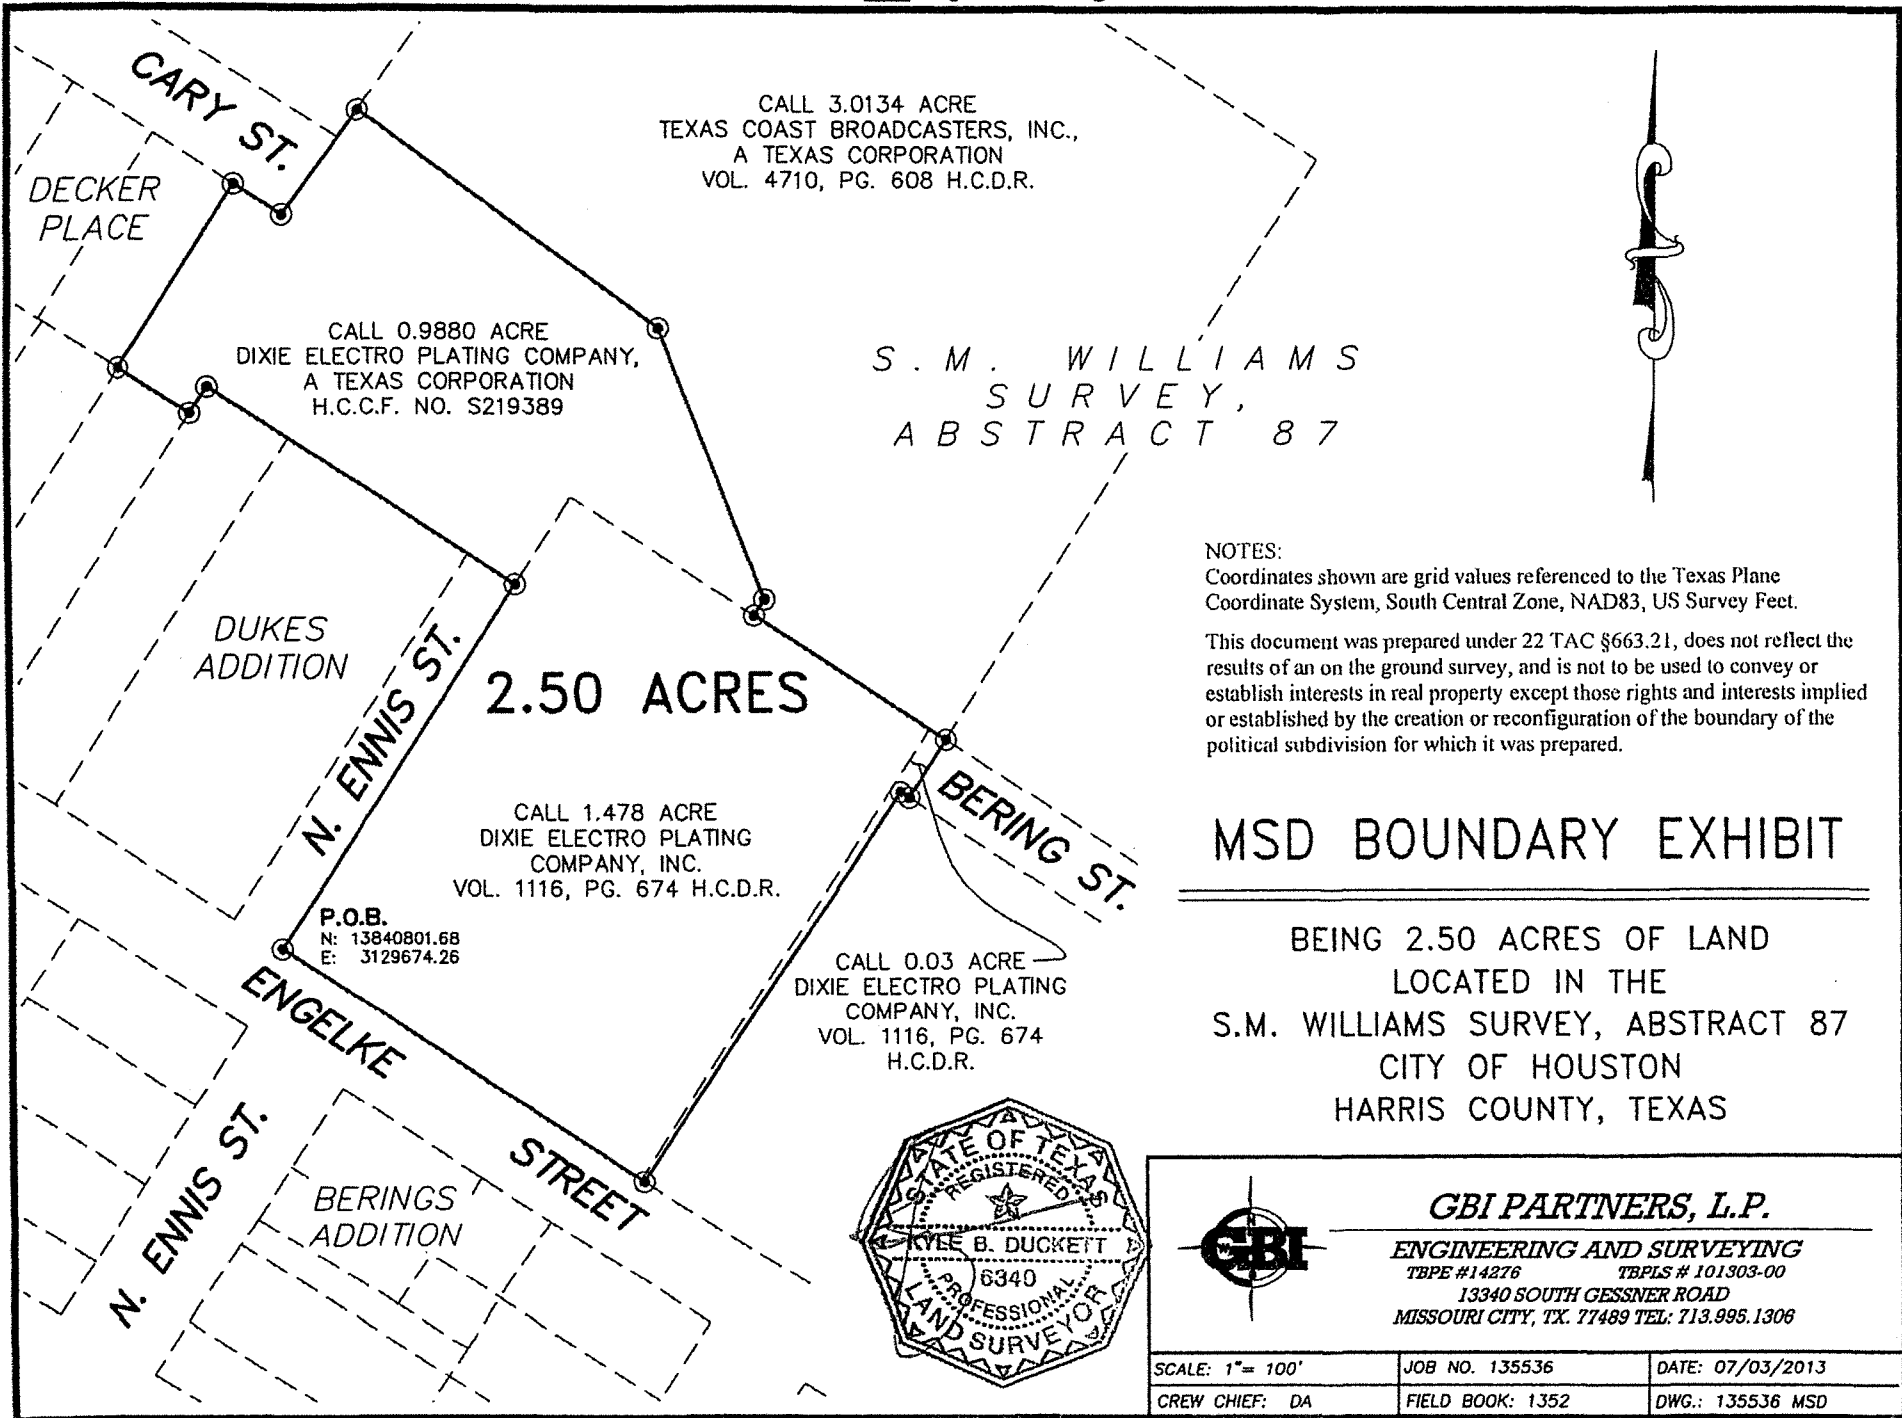 CARY ST.
DECKER
PLACE
CALL 3.0134 ACRE
TEXAS COAST BROADCASTERS, INC.,
A TEXAS CORPORATION
VOL. 4710, PG. 608 H.C.D.R.
CALL 0.9880 ACRE
DIXIE ELECTRO PLATING COMPANY,
A TEXAS CORPORATION
H.C.C.F. NO. S219389
S.M. WILLIAMS
SURVEY,
ABSTRACT 87
DUKES
ADDITION
N. ENNIS ST.
2.50 ACRES
CALL 1.478 ACRE
DIXIE ELECTRO PLATING
COMPANY, INC.
VOL. 1116, PG. 674 H.C.D.R.
BERING ST.
P.O.B.
N: 13840801.68
E: 3129674.26
CALL 0.03 ACRE
DIXIE ELECTRO PLATING
COMPANY, INC.
VOL. 1116, PG. 674
H.C.D.R.
ENGELKE
STREET
N. ENNIS ST.
BERINGS
ADDITION
STATE OF TEXAS
REGISTERED
KYLE B. DUCKETT
6340
PROFESSIONAL
LAND SURVEYOR
NOTES:
Coordinates shown are grid values referenced to the Texas Plane
Coordinate System, South Central Zone, NAD83, US Survey Feet.
This document was prepared under 22 TAC §663.21, does not reflect the
results of an on the ground survey, and is not to be used to convey or
establish interests in real property except those rights and interests implied
or established by the creation or reconfiguration of the boundary of the
political subdivision for which it was prepared.
MSD BOUNDARY EXHIBIT
BEING 2.50 ACRES OF LAND
LOCATED IN THE
S.M. WILLIAMS SURVEY, ABSTRACT 87
CITY OF HOUSTON
HARRIS COUNTY, TEXAS
GBI
GBI PARTNERS, L.P.
ENGINEERING AND SURVEYING
TBPE #14276 TBPLS # 101303-00
13340 SOUTH GESSNER ROAD
MISSOURI CITY, TX. 77489 TEL: 713.995.1306
SCALE: 1"= 100' JOB NO. 135536 DATE: 07/03/2013
CREW CHIEF: DA FIELD BOOK: 1352 DWG.: 135536 MSD